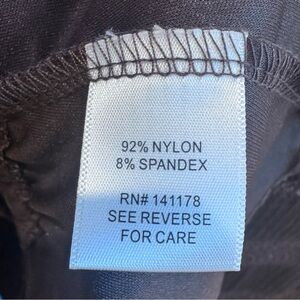 92% NYLON
8% SPANDEX
RN# 141178
SEE REVERSE
FOR CARE